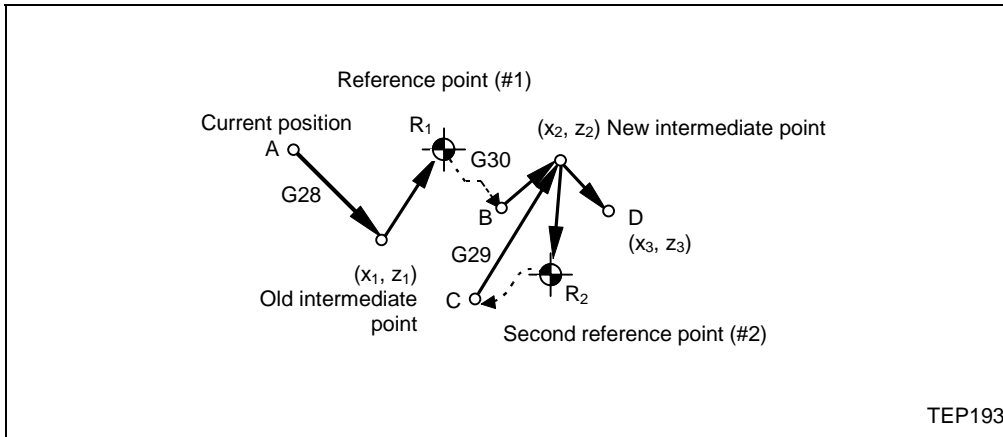 Reference point (#1)
Current position
R₁
(x₂, z₂) New intermediate point
A
G30
G28
B
D
G29
(x₃, z₃)
(x₁, z₁)
Old intermediate
point
C
R₂
Second reference point (#2)
TEP193